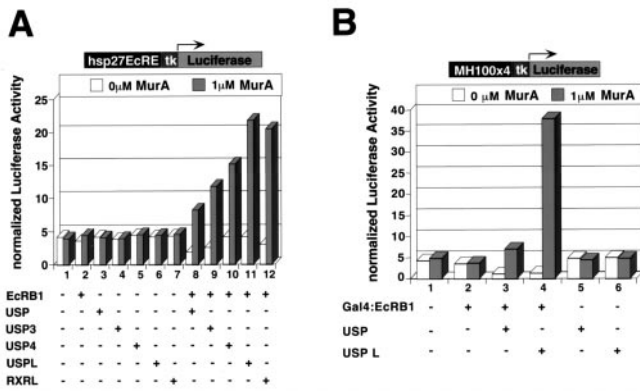 A
hsp27EcRE tk Luciferase
0µM MurA 1µM MurA
normalized Luciferase Activity
25
20
15
10
5
0
1 2 3 4 5 6 7 8 9 10 11 12
EcRB1 - + - - - - - + + + + +
USP - - + - - - - + - - - -
USP3 - - - + - - - - + - - -
USP4 - - - - + - - - - + - -
USPL - - - - - + - - - - + -
RXRL - - - - - - + - - - - +
B
MH100x4 tk Luciferase
0 µM MurA 1µM MurA
normalized Luciferase Activity
40
35
30
25
20
15
10
5
0
1 2 3 4 5 6
Gal4:EcRB1 - + + + - -
USP - - + - + -
USP L - - - + - +